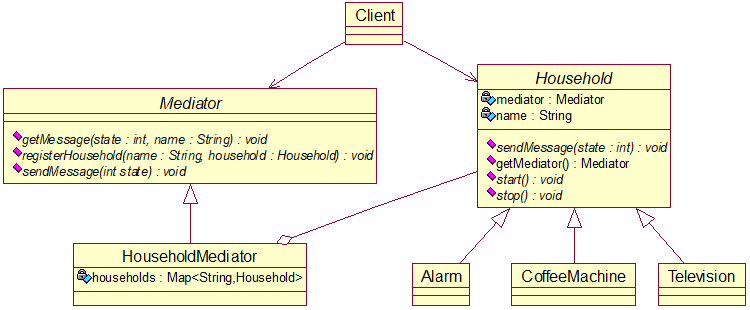 Client
Mediator
getMessage(state : int, name : String) : void
registerHousehold(name : String, household : Household) : void
sendMessage(int state) : void
Household
mediator : Mediator
name : String
sendMessage(state : int) : void
getMediator() : Mediator
start() : void
stop() : void
HouseholdMediator
households : Map<String,Household>
Alarm
CoffeeMachine
Television